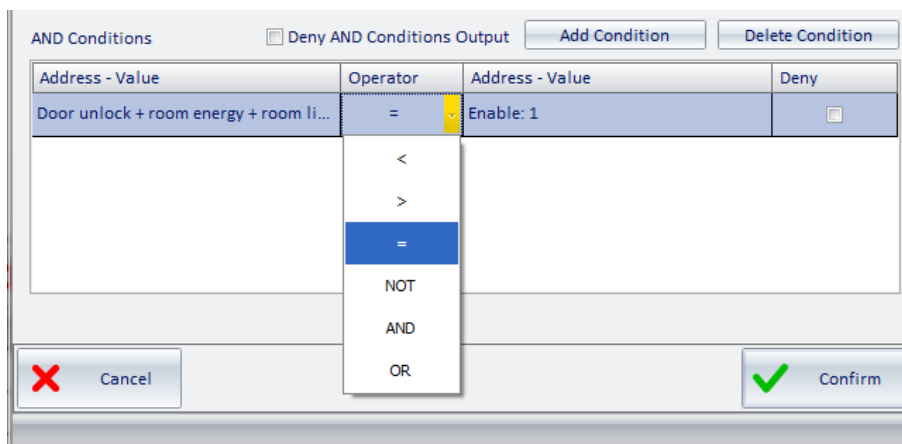 AND Conditions Deny AND Conditions Output Add Condition Delete Condition
Address - Value Operator Address - Value Deny
Door unlock + room energy + room li... = Enable: 1
<
>
=
NOT
AND
OR
Cancel Confirm